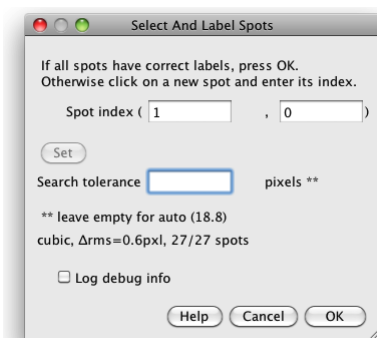 Select And Label Spots
If all spots have correct labels, press OK.
Otherwise click on a new spot and enter its index.
Spot index ( 1 , 0 )
Set
Search tolerance pixels **
** leave empty for auto (18.8)
cubic, Δrms=0.6pxl, 27/27 spots
Log debug info
Help Cancel OK